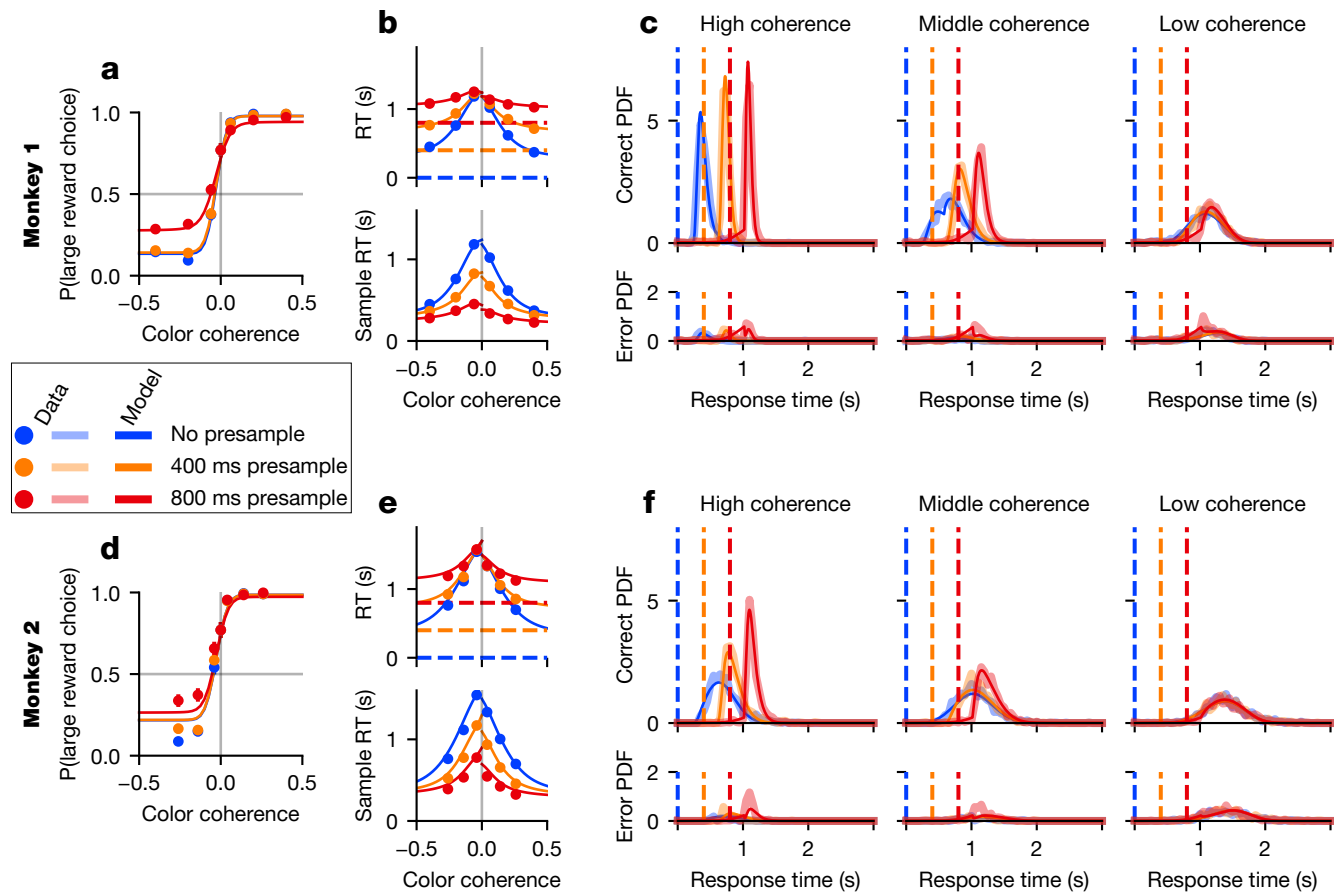 a
Monkey 1
P(large reward choice)
1.0
0.5
0.0
−0.5 0.0 0.5
Color coherence
b
RT (s)
1
0
Sample RT (s)
1
0
−0.5 0.0 0.5
Color coherence
c
High coherence Middle coherence Low coherence
Correct PDF
5
0
Error PDF
2
0
1 2 1 2 1 2
Response time (s) Response time (s) Response time (s)
Data Model
No presample
400 ms presample
800 ms presample
d
Monkey 2
P(large reward choice)
1.0
0.5
0.0
−0.5 0.0 0.5
Color coherence
e
RT (s)
1
0
Sample RT (s)
1
0
−0.5 0.0 0.5
Color coherence
f
High coherence Middle coherence Low coherence
Correct PDF
5
0
Error PDF
2
0
1 2 1 2 1 2
Response time (s) Response time (s) Response time (s)